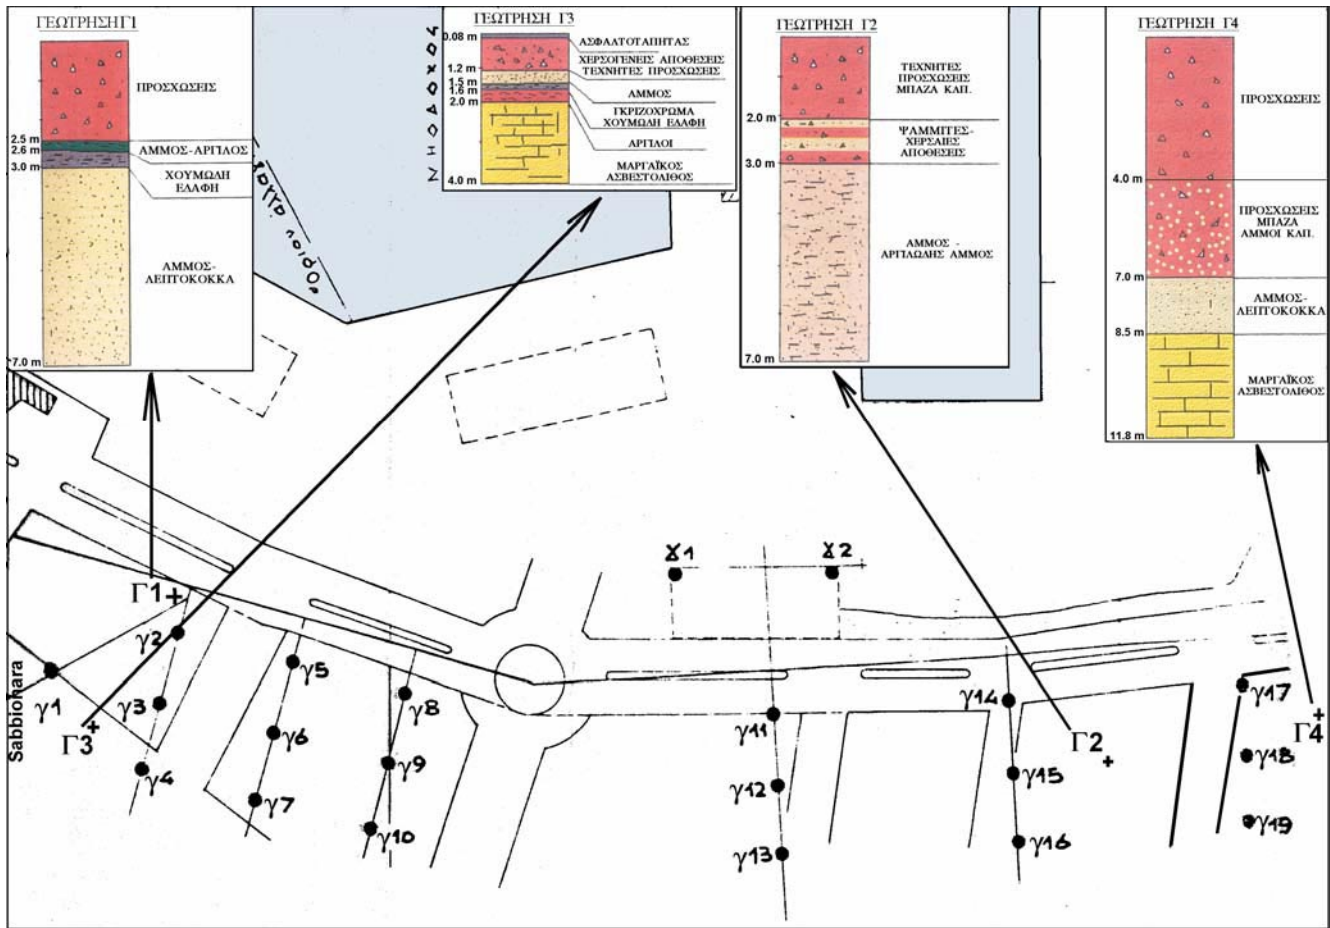 ΓΕΩΤΡΗΣΗ Γ1
ΠΡΟΣΧΩΣΕΙΣ
2.5 m
2.6 m
ΑΜΜΟΣ-ΑΡΓΙΛΟΣ
3.0 m
ΧΟΥΜΩΔΗ
ΕΔΑΦΗ
ΑΜΜΟΣ-
ΛΕΠΤΟΚΟΚΚΑ
7.0 m
ΓΕΩΤΡΗΣΗ Γ3
0.08 m
ΑΣΦΑΛΤΟΤΑΠΗΤΑΣ
ΧΕΡΣΟΓΕΝΕΙΣ ΑΠΟΘΕΣΕΙΣ
1.2 m
ΤΕΧΝΗΤΕΣ ΠΡΟΣΧΩΣΕΙΣ
1.5 m
1.6 m
ΑΜΜΟΣ
2.0 m
ΓΚΡΙΖΟΧΡΩΜΑ
ΧΟΥΜΩΔΗ ΕΔΑΦΗ
ΑΡΓΙΛΟΙ
ΜΑΡΓΑΪΚΟΣ
ΑΣΒΕΣΤΟΛΙΘΟΣ
4.0 m
ΓΕΩΤΡΗΣΗ Γ2
ΤΕΧΝΗΤΕΣ
ΠΡΟΣΧΩΣΕΙΣ
ΜΠΑΖΑ ΚΑΠ.
2.0 m
ΨΑΜΜΙΤΕΣ-
ΧΕΡΣΑΙΕΣ
ΑΠΟΘΕΣΕΙΣ
3.0 m
ΑΜΜΟΣ -
ΑΡΓΙΛΩΔΗΣ ΑΜΜΟΣ
7.0 m
ΓΕΩΤΡΗΣΗ Γ4
ΠΡΟΣΧΩΣΕΙΣ
4.0 m
ΠΡΟΣΧΩΣΕΙΣ
ΜΠΑΖΑ
ΑΜΜΟΙ ΚΑΠ.
7.0 m
ΑΜΜΟΣ-
ΛΕΠΤΟΚΟΚΚΑ
8.5 m
ΜΑΡΓΑΪΚΟΣ
ΑΣΒΕΣΤΟΛΙΘΟΣ
11.8 m
Γ1
γ2
γ1
γ3
Γ3
γ4
γ5
γ6
γ7
γ8
γ9
γ10
γ11
γ12
γ13
γ14
Γ2
γ15
γ16
γ17
Γ4
γ18
γ19
Sabbionara